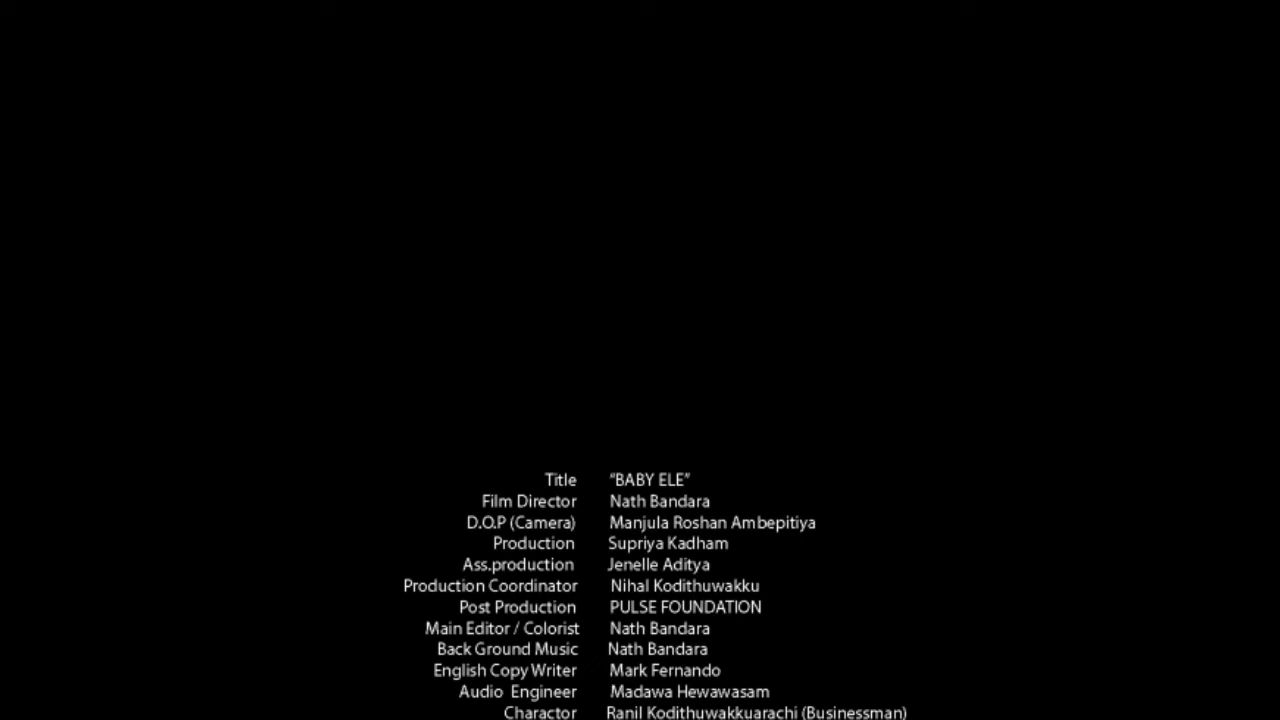 Title “BABY ELE”
Film Director Nath Bandara
D.O.P (Camera) Manjula Roshan Ambepitiya
Production Supriya Kadham
Ass.production Jenelle Aditya
Production Coordinator Nihal Kodithuwakku
Post Production PULSE FOUNDATION
Main Editor / Colorist Nath Bandara
Back Ground Music Nath Bandara
English Copy Writer Mark Fernando
Audio Engineer Madawa Hewawasam
Charactor Ranil Kodithuwakkuarachi (Businessman)